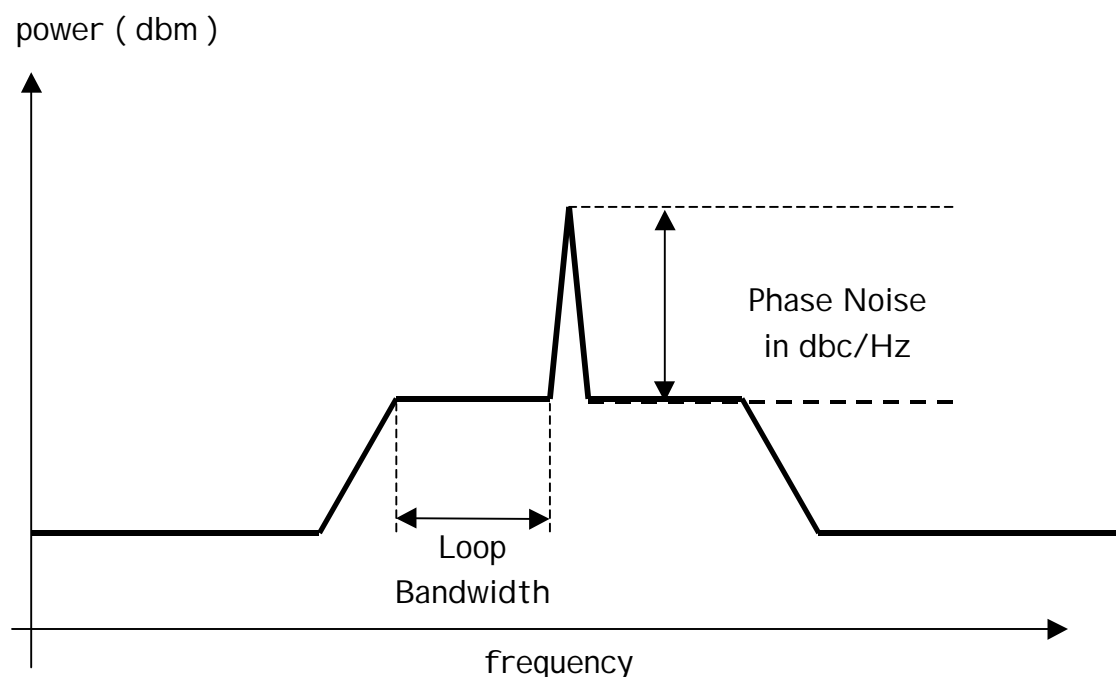 power ( dbm )
Phase Noise
in dbc/Hz
Loop
Bandwidth
frequency